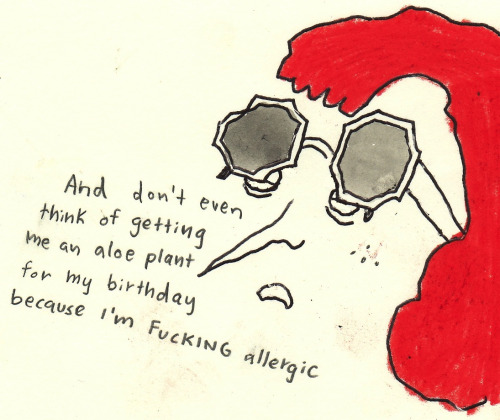 And don't even
think of getting
me an aloe plant
for my birthday
because I'm FUCKING allergic